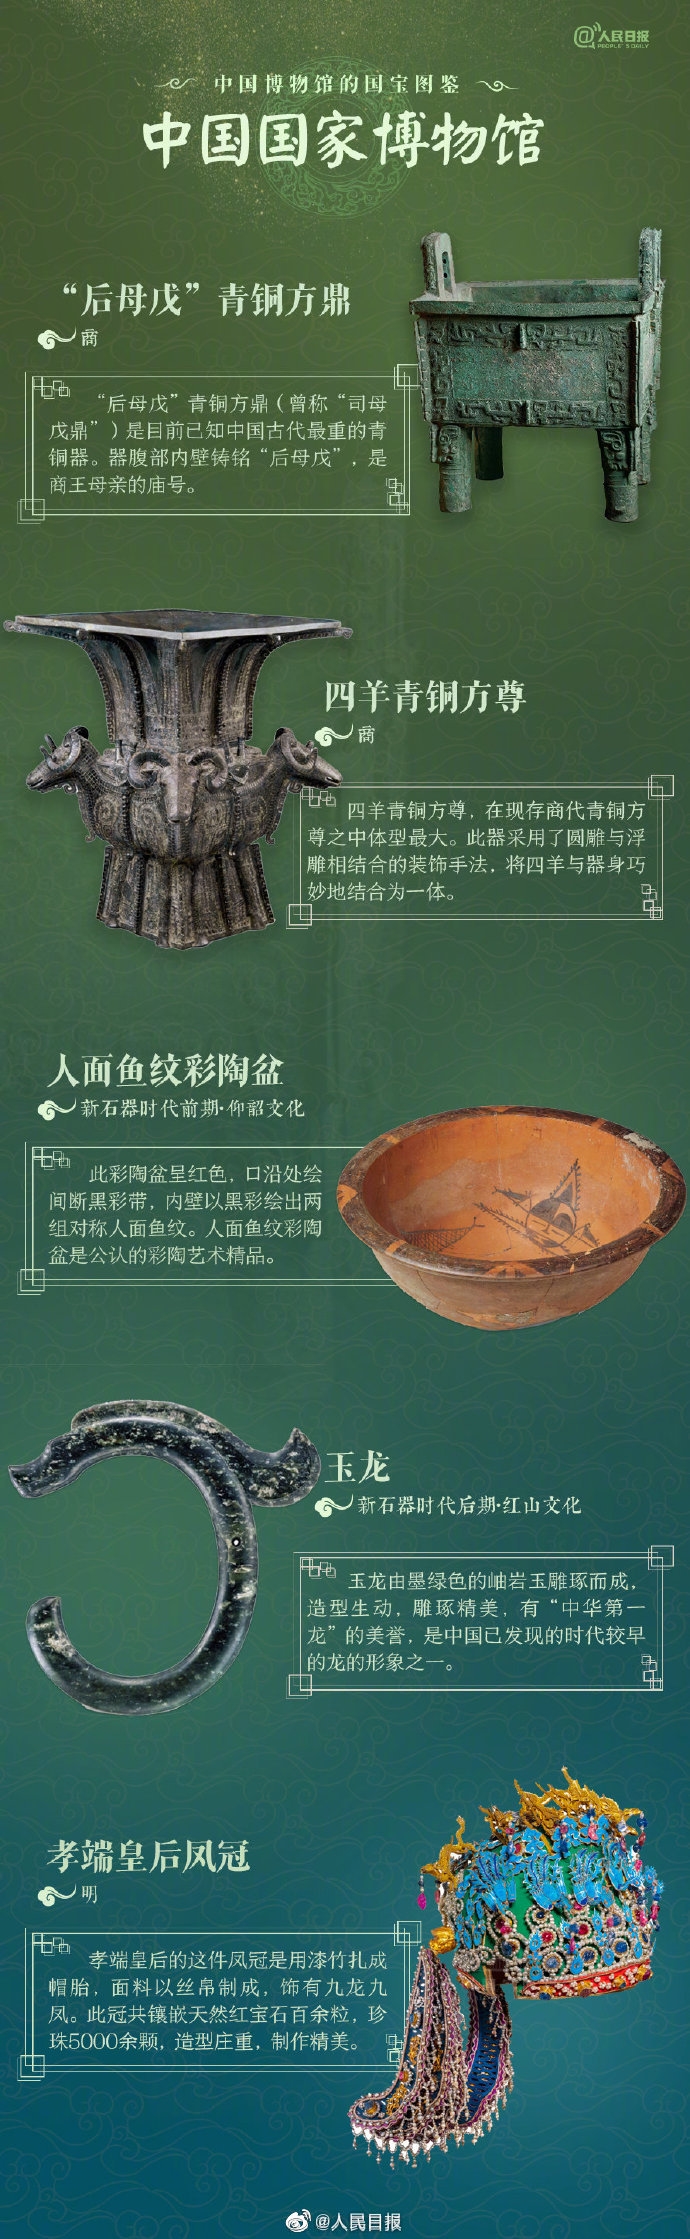 @人民日报
PEOPLE'S DAILY
中国博物馆的国宝图鉴
中国国家博物馆
“后母戊”青铜方鼎
商
“后母戊”青铜方鼎（曾称“司母
戊鼎”）是目前已知中国古代最重的青
铜器。器腹部内壁铸铭“后母戊”，是
商王母亲的庙号。
四羊青铜方尊
商
四羊青铜方尊，在现存商代青铜方
尊之中体型最大。此器采用了圆雕与浮
雕相结合的装饰手法，将四羊与器身巧
妙地结合为一体。
人面鱼纹彩陶盆
新石器时代前期·仰韶文化
此彩陶盆呈红色，口沿处绘
间断黑彩带，内壁以黑彩绘出两
组对称人面鱼纹。人面鱼纹彩陶
盆是公认的彩陶艺术精品。
玉龙
新石器时代后期·红山文化
玉龙由墨绿色的岫岩玉雕琢而成，
造型生动，雕琢精美，有“中华第一
龙”的美誉，是中国已发现的时代较早
的龙的形象之一。
孝端皇后凤冠
明
孝端皇后的这件凤冠是用漆竹扎成
帽胎，面料以丝帛制成，饰有九龙九
凤。此冠共镶嵌天然红宝石百余粒，珍
珠5000余颗，造型庄重，制作精美。
@人民日报